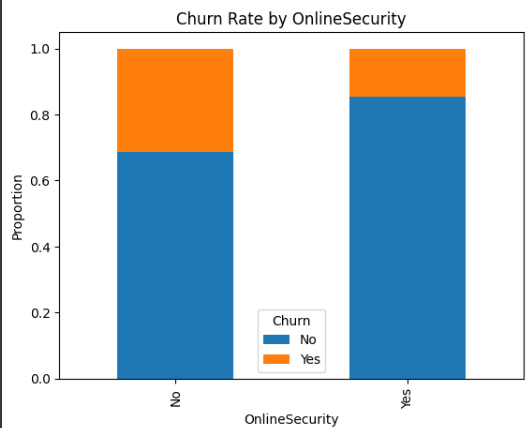 Churn Rate by OnlineSecurity
1.0
0.8
0.6
0.4
0.2
0.0
Proportion
Churn
No
Yes
No
Yes
OnlineSecurity